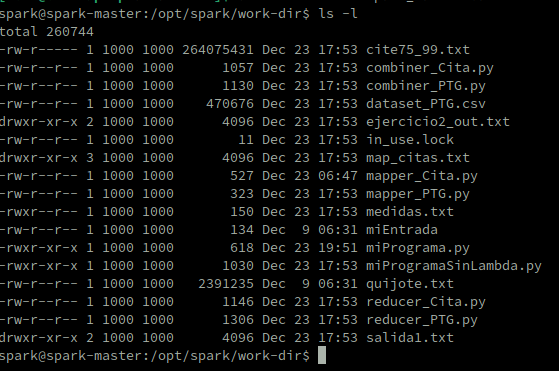 spark@spark-master:/opt/spark/work-dir$ ls -l
total 260744
-rw-r----- 1 1000 1000 264075431 Dec 23 17:53 cite75_99.txt
-rw-r--r-- 1 1000 1000      1057 Dec 23 17:53 combiner_Cita.py
-rw-r--r-- 1 1000 1000      1130 Dec 23 17:53 combiner_PTG.py
-rw-r--r-- 1 1000 1000    470676 Dec 23 17:53 dataset_PTG.csv
drwxr-xr-x 2 1000 1000      4096 Dec 23 17:53 ejercicio2_out.txt
-rw-r--r-- 1 1000 1000        11 Dec 23 17:53 in_use.lock
drwxr-xr-x 3 1000 1000      4096 Dec 23 17:53 map_citas.txt
-rw-r--r-- 1 1000 1000       527 Dec 23 06:47 mapper_Cita.py
-rw-r--r-- 1 1000 1000       323 Dec 23 17:53 mapper_PTG.py
-rwxr--r-- 1 1000 1000       150 Dec 23 17:53 medidas.txt
-rw-r--r-- 1 1000 1000       134 Dec  9 06:31 miEntrada
-rwxr-xr-x 1 1000 1000       618 Dec 23 19:51 miPrograma.py
-rwxr-xr-x 1 1000 1000      1030 Dec 23 17:53 miProgramaSinLambda.py
-rw-r--r-- 1 1000 1000   2391235 Dec  9 06:31 quijote.txt
-rw-r--r-- 1 1000 1000      1146 Dec 23 17:53 reducer_Cita.py
-rw-r--r-- 1 1000 1000      1306 Dec 23 17:53 reducer_PTG.py
drwxr-xr-x 2 1000 1000      4096 Dec 23 17:53 salida1.txt
spark@spark-master:/opt/spark/work-dir$